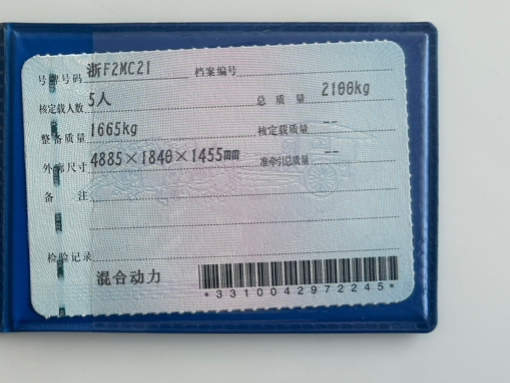 号牌号码 浙F2MC21 档案编号
核定载人数 5人 总质量 2100kg
整备质量 1665kg 核定载质量 --
外廓尺寸 4885×1840×1455mm 准牵引总质量 --
备注
检验记录
混合动力
*3310042972245*